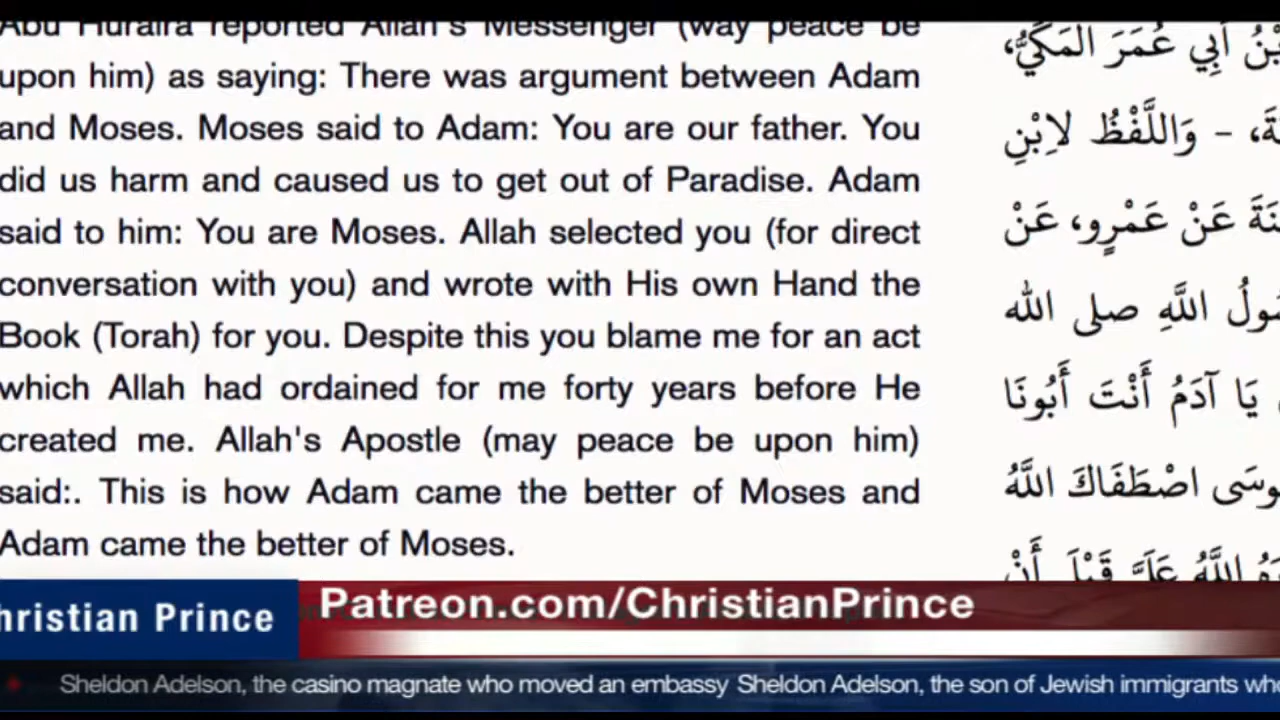 Abu Huraira reported Allah's Messenger (way peace be
upon him) as saying: There was argument between Adam
and Moses. Moses said to Adam: You are our father. You
did us harm and caused us to get out of Paradise. Adam
said to him: You are Moses. Allah selected you (for direct
conversation with you) and wrote with His own Hand the
Book (Torah) for you. Despite this you blame me for an act
which Allah had ordained for me forty years before He
created me. Allah's Apostle (may peace be upon him)
said:. This is how Adam came the better of Moses and
Adam came the better of Moses.
بْنُ أَبِي عُمَرَ الْمَكِّيُّ،
ةَ، - وَاللَّفْظُ لاِبْنِ
نَةَ عَنْ عَمْرٍو، عَنْ
سُولُ اللَّهِ صلى الله
يَا آدَمُ أَنْتَ أَبُونَا
وسَى اصْطَفَاكَ اللَّهُ
هُ اللَّهُ عَلَىَّ قَبْلَ أَنْ
hristian Prince
Patreon.com/ChristianPrince
Sheldon Adelson, the casino magnate who moved an embassy Sheldon Adelson, the son of Jewish immigrants who